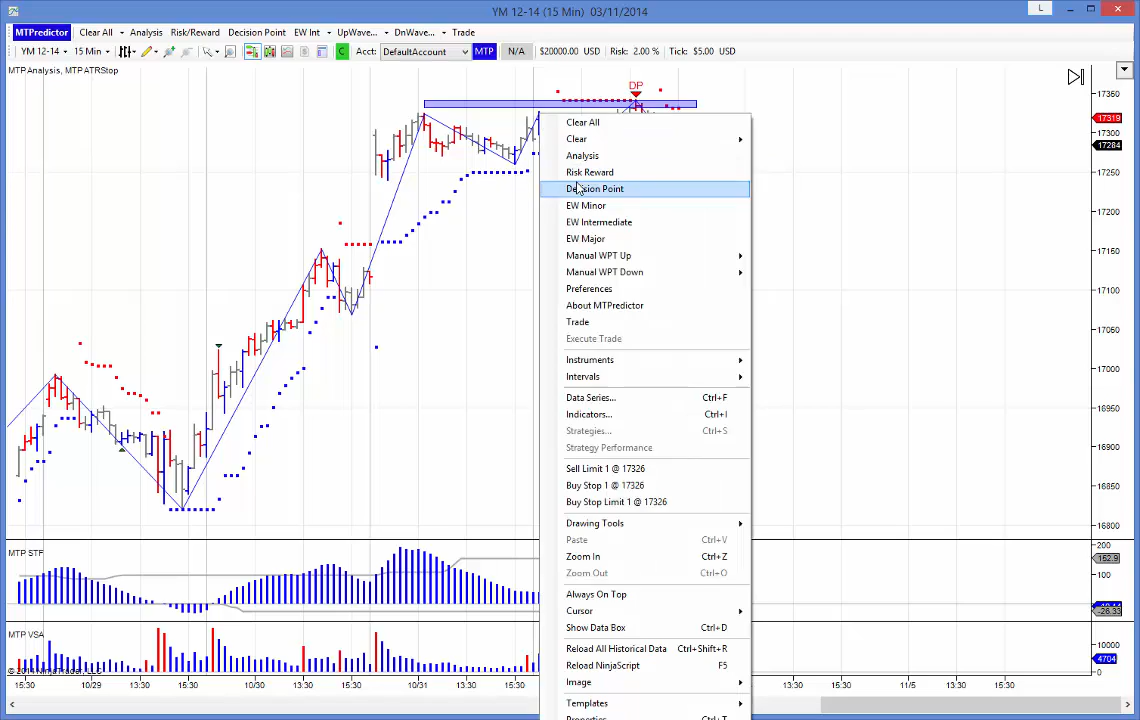 YM 12-14 (15 Min)  03/11/2014
L
MTPredictor Clear All Analysis Risk/Reward Decision Point EW Int UpWave... DnWave... Trade
YM 12-14 15 Min C Acct: DefaultAccount MTP N/A $20000.00 USD Risk: 2.00 % Tick: $5.00 USD
MTP Analysis, MTP ATRStop
DP
17350
17319
17300
17284
17250
17200
17150
17100
17050
17000
16950
16900
16850
16800
Clear All
Clear
Analysis
Risk Reward
Decision Point
EW Minor
EW Intermediate
EW Major
Manual WPT Up
Manual WPT Down
Preferences
About MTPredictor
Trade
Execute Trade
Instruments
Intervals
Data Series... Ctrl+F
Indicators... Ctrl+I
Strategies... Ctrl+S
Strategy Performance
Sell Limit 1 @ 17326
Buy Stop 1 @ 17326
Buy Stop Limit 1 @ 17326
Drawing Tools
Paste Ctrl+V
Zoom In Ctrl+Z
Zoom Out Ctrl+O
Always On Top
Cursor
Show Data Box Ctrl+D
Reload All Historical Data Ctrl+Shift+R
Reload NinjaScript F5
Image
Templates
Properties Ctrl+T
MTP STF
200
152.9
100
-26.33
MTP VSA
10000
4704
© 2014 NinjaTrader, LLC
15:30 10/29 13:30 15:30 10/30 13:30 15:30 10/31 13:30 15:30 13:30 15:30 11/5 13:30 15:30